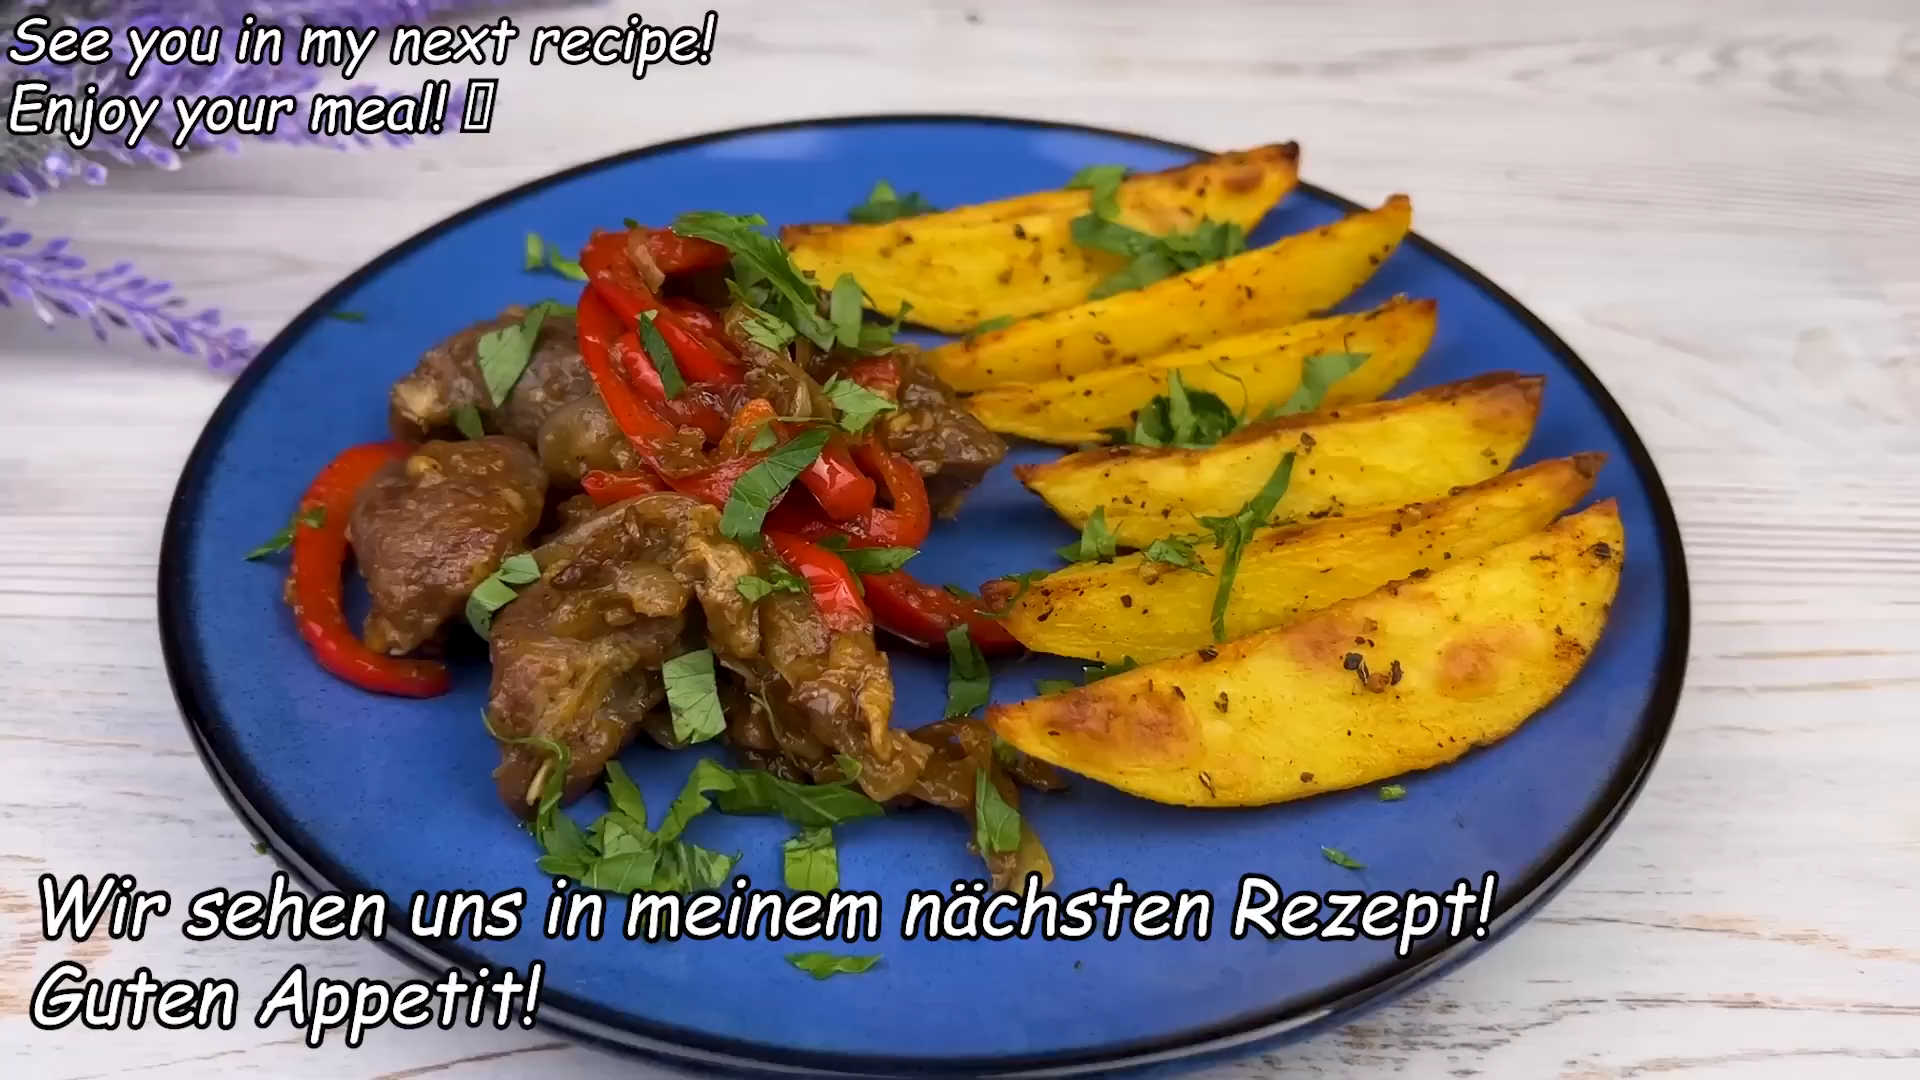 See you in my next recipe!
Enjoy your meal!
Wir sehen uns in meinem nächsten Rezept!
Guten Appetit!